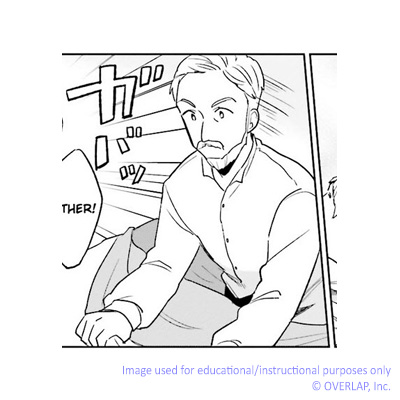 ガバッ
THER!
Image used for educational/instructional purposes only
© OVERLAP, Inc.